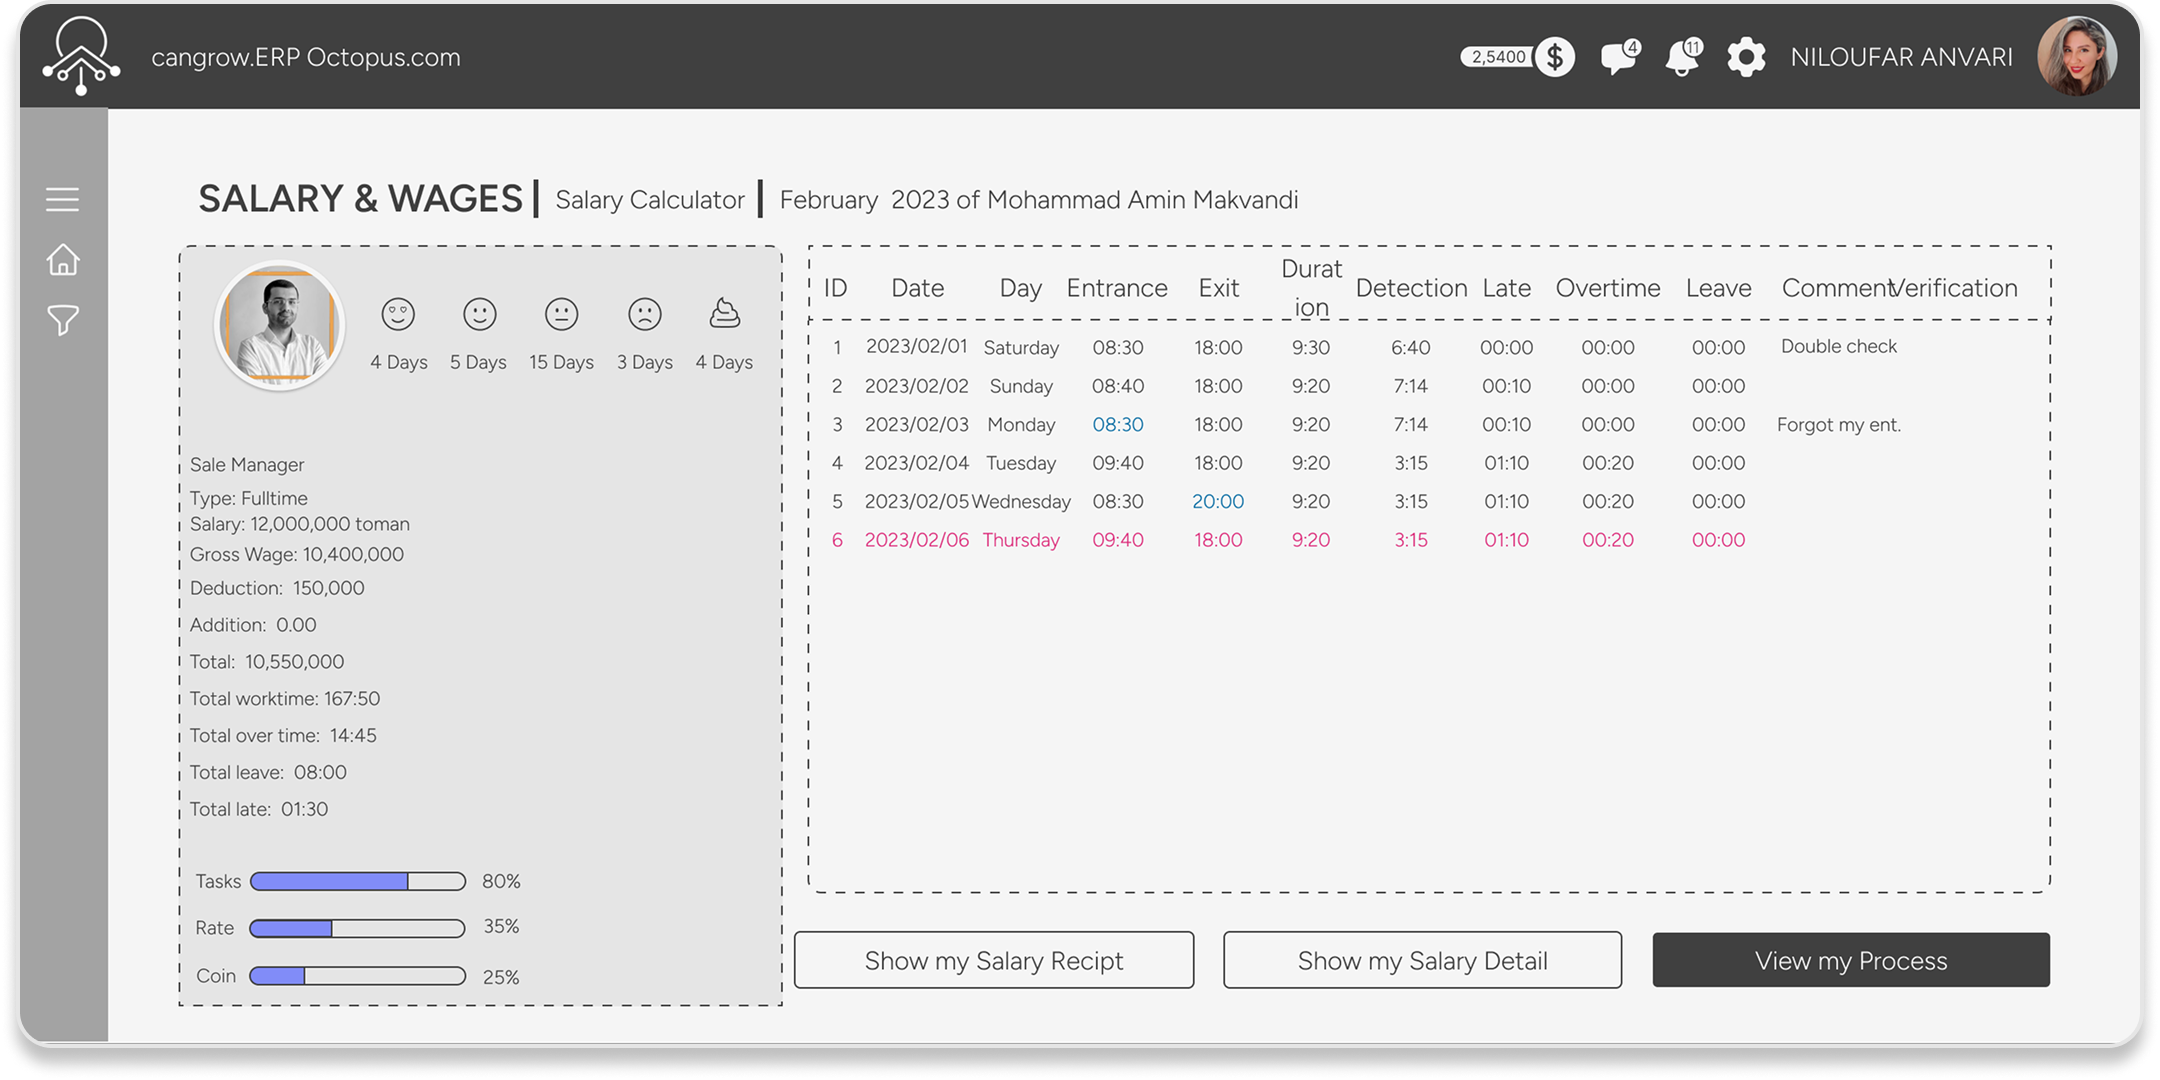 cangrow.ERP Octopus.com
2,5400 $ 4 11 NILOUFAR ANVARI
SALARY & WAGES | Salary Calculator | February 2023 of Mohammad Amin Makvandi
4 Days 5 Days 15 Days 3 Days 4 Days
Sale Manager
Type: Fulltime
Salary: 12,000,000 toman
Gross Wage: 10,400,000
Deduction: 150,000
Addition: 0.00
Total: 10,550,000
Total worktime: 167:50
Total over time: 14:45
Total leave: 08:00
Total late: 01:30
Tasks 80%
Rate 35%
Coin 25%
ID Date Day Entrance Exit Durat
ion Detection Late Overtime Leave Comment Verification
1 2023/02/01 Saturday 08:30 18:00 9:30 6:40 00:00 00:00 00:00 Double check
2 2023/02/02 Sunday 08:40 18:00 9:20 7:14 00:10 00:00 00:00
3 2023/02/03 Monday 08:30 18:00 9:20 7:14 00:10 00:00 00:00 Forgot my ent.
4 2023/02/04 Tuesday 09:40 18:00 9:20 3:15 01:10 00:20 00:00
5 2023/02/05 Wednesday 08:30 20:00 9:20 3:15 01:10 00:20 00:00
6 2023/02/06 Thursday 09:40 18:00 9:20 3:15 01:10 00:20 00:00
Show my Salary Recipt Show my Salary Detail View my Process